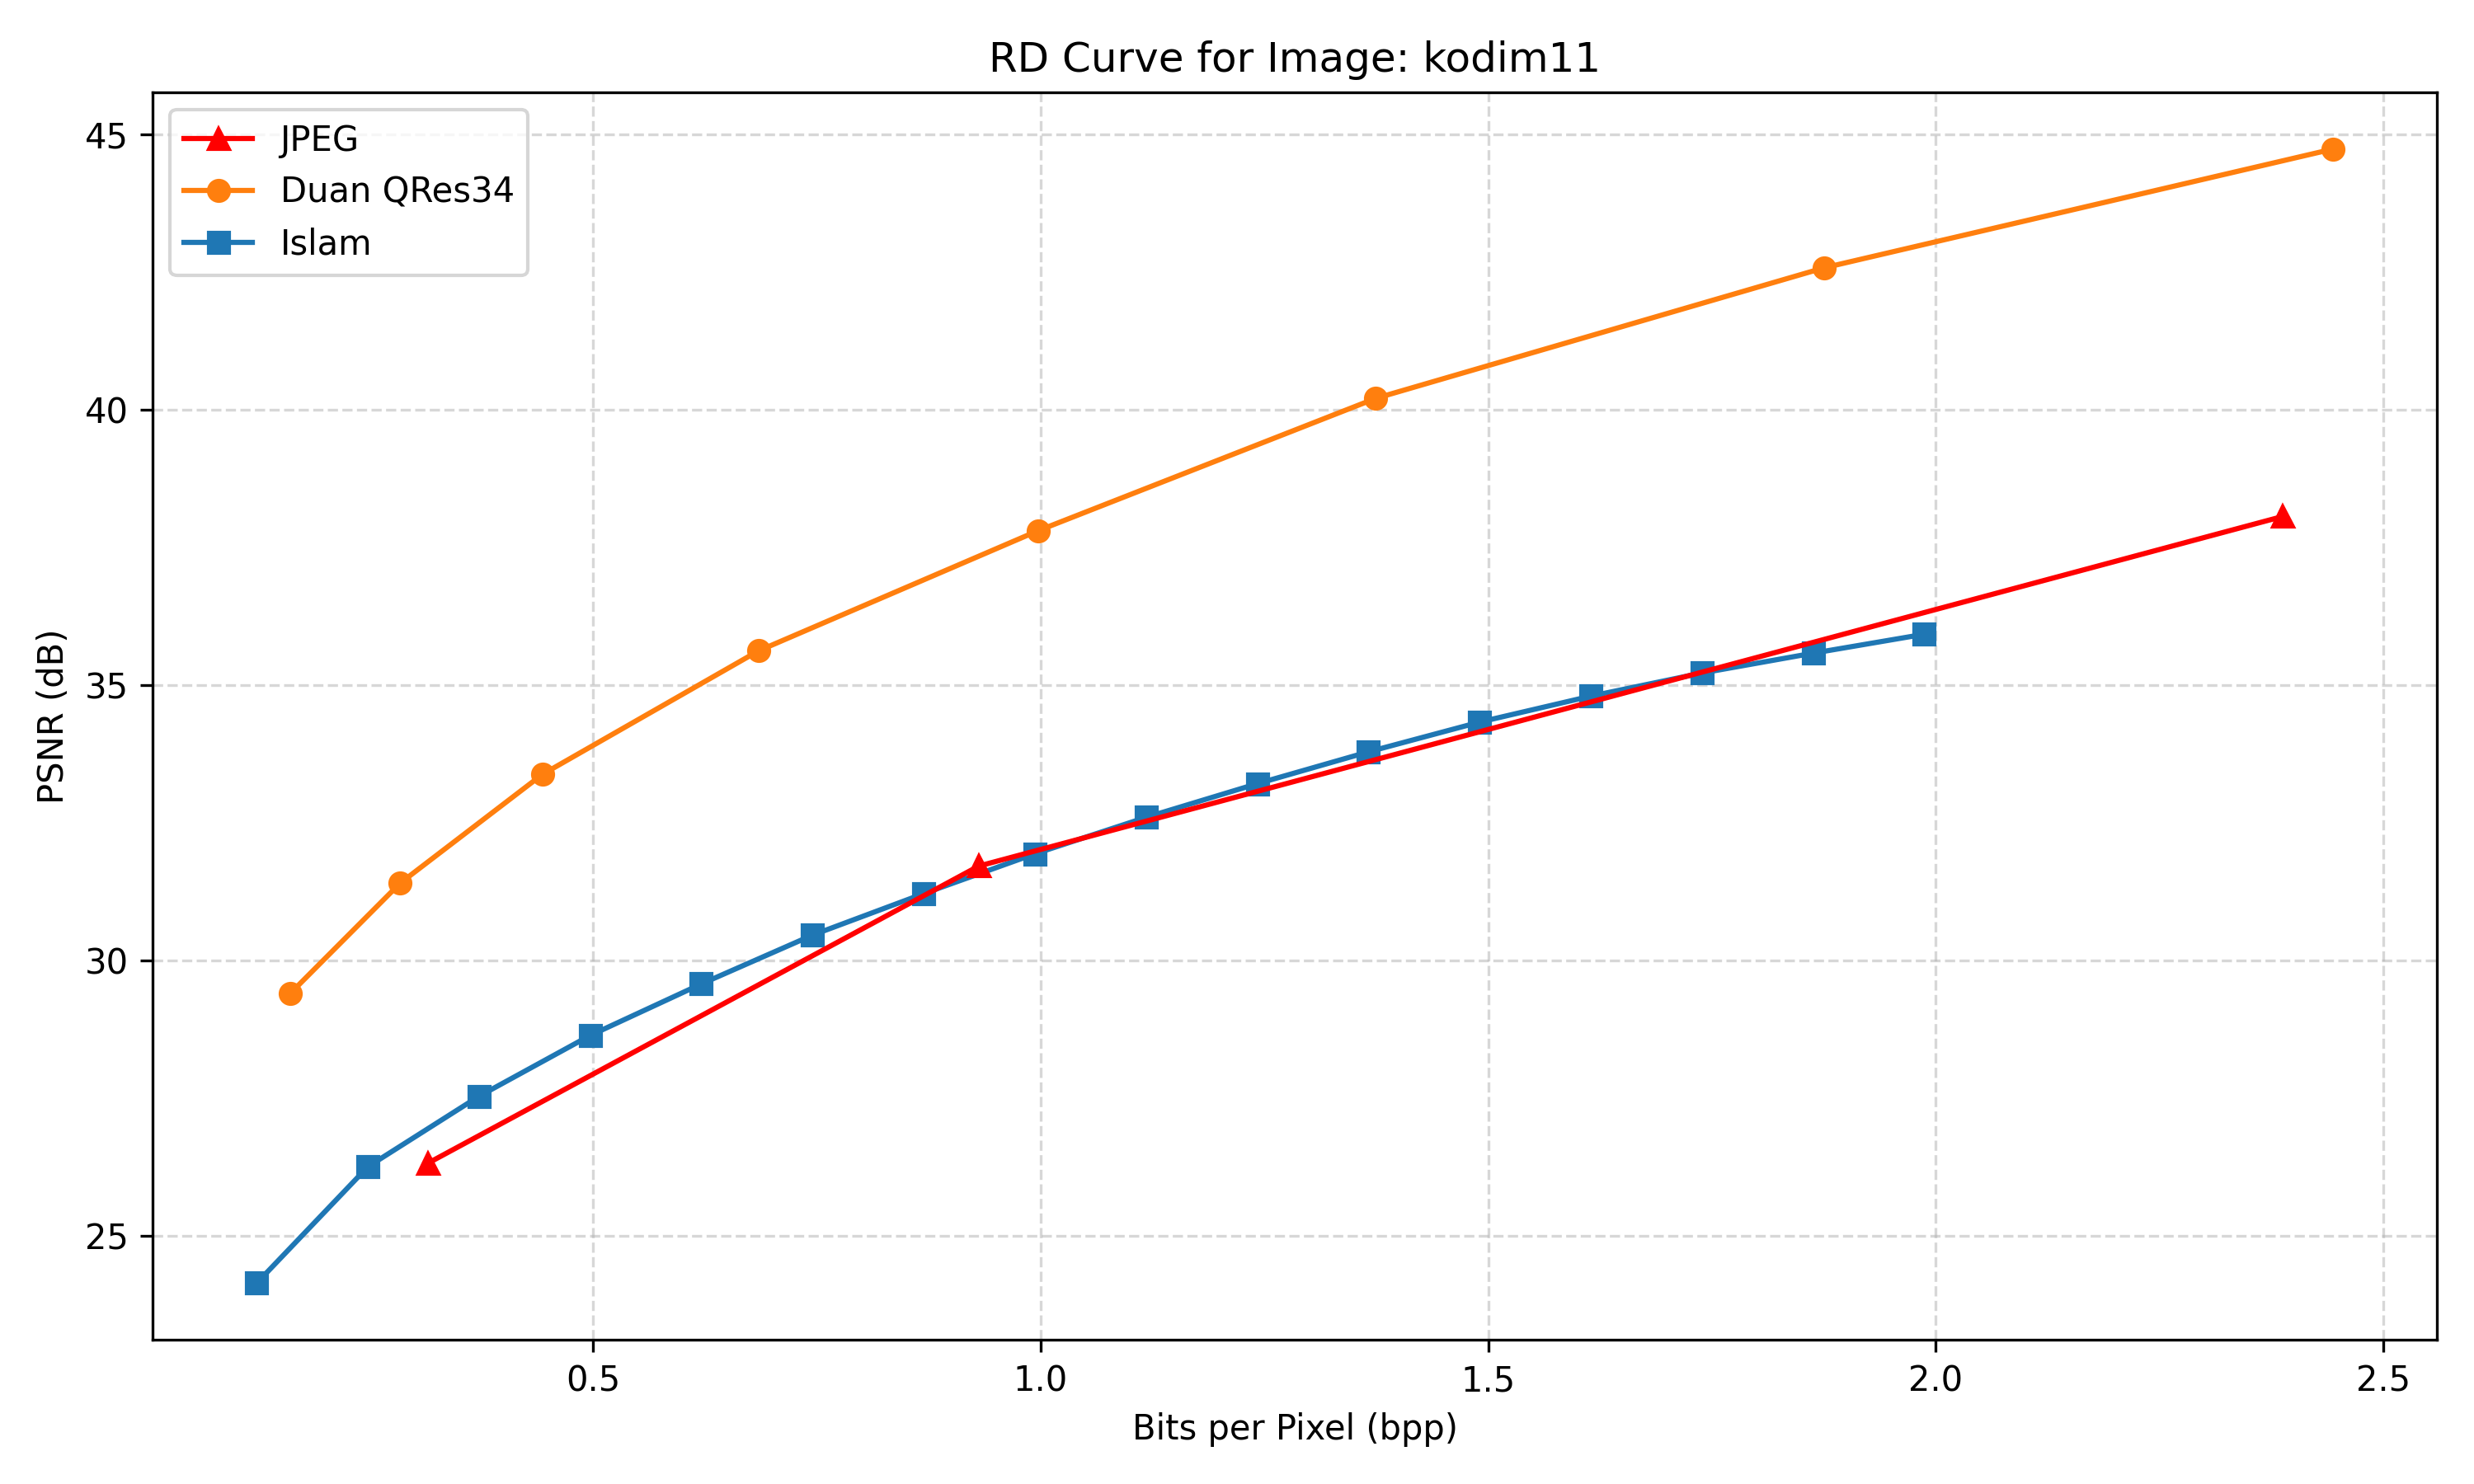 RD Curve for Image: kodim11
JPEG
Duan QRes34
Islam
45
40
35
30
25
PSNR (dB)
0.5 1.0 1.5 2.0 2.5
Bits per Pixel (bpp)